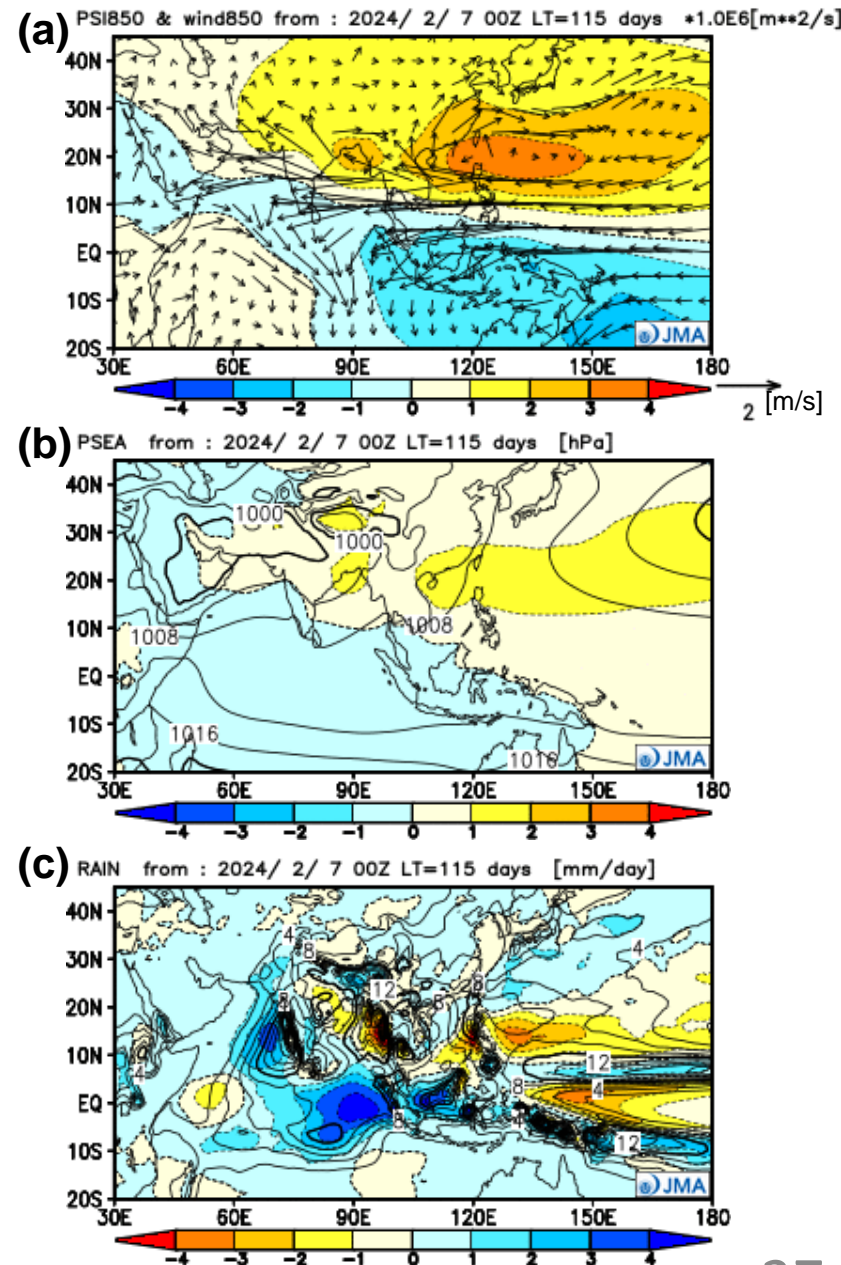 (a) PSI850 & wind850 from : 2024/ 2/ 7 00Z LT=115 days *1.0E6[m**2/s]
40N
30N
20N
10N
EQ
10S
20S
JMA
30E 60E 90E 120E 150E 180
-4 -3 -2 -1 0 1 2 3 4
2 [m/s]
(b) PSEA from : 2024/ 2/ 7 00Z LT=115 days [hPa]
40N
1000
30N
1000
20N
10N
1008 1008
EQ
10S
1016
1016
20S
JMA
30E 60E 90E 120E 150E 180
-4 -3 -2 -1 0 1 2 3 4
(c) RAIN from : 2024/ 2/ 7 00Z LT=115 days [mm/day]
40N
4 8 4
30N
12 8
20N
8
10N
4 12
8 4
EQ
8 4
10S
12
20S
JMA
30E 60E 90E 120E 150E 180
-4 -3 -2 -1 0 1 2 3 4